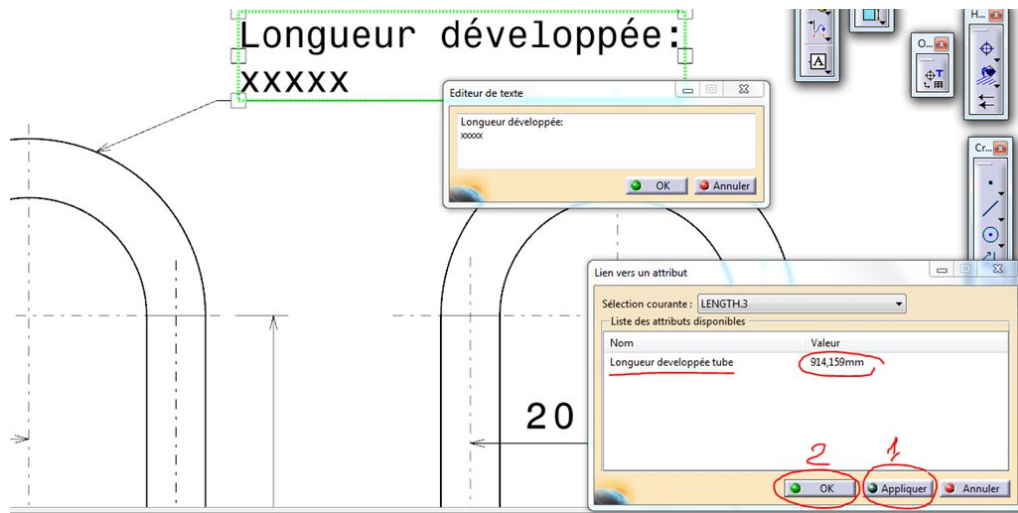 Longueur développée:
xxxxx
H...
O...
A
T
Editeur de texte
Longueur développée:
xxxxx
OK
Annuler
Cr...
Lien vers un attribut
Sélection courante : LENGTH.3
Liste des attributs disponibles
Nom Valeur
Longueur developpée tube 914,159mm
20
2 1
OK Appliquer Annuler